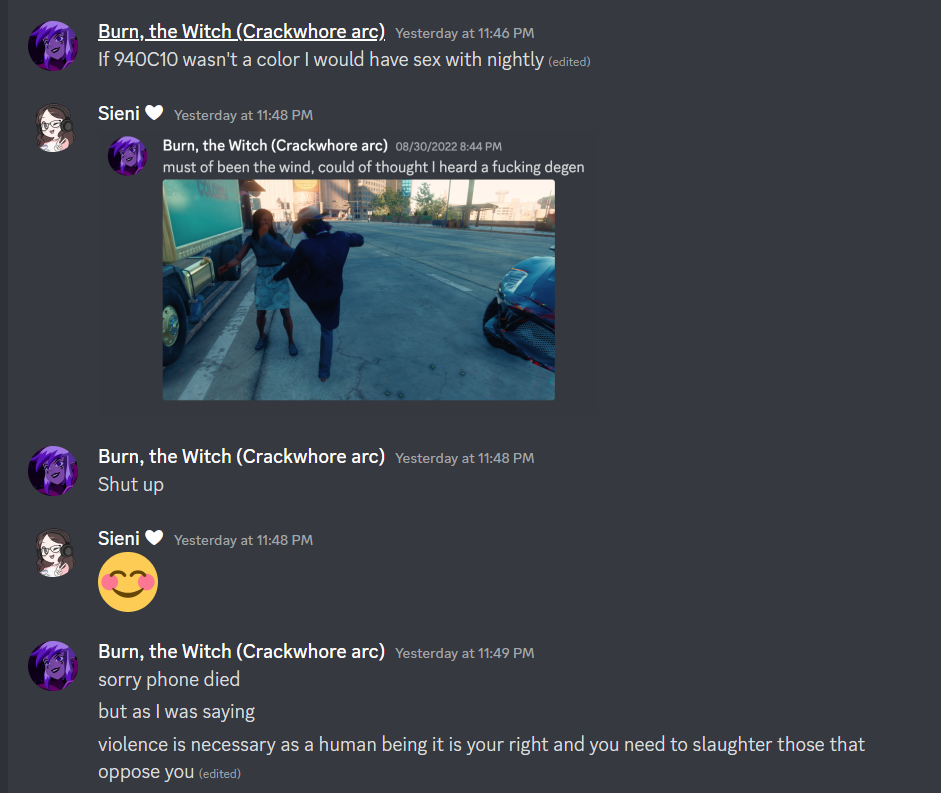 Burn, the Witch (Crackwhore arc) Yesterday at 11:46 PM
If 940C10 wasn't a color I would have sex with nightly (edited)
Sieni 🤍 Yesterday at 11:48 PM
Burn, the Witch (Crackwhore arc) 08/30/2022 8:44 PM
must of been the wind, could of thought I heard a fucking degen
Burn, the Witch (Crackwhore arc) Yesterday at 11:48 PM
Shut up
Sieni 🤍 Yesterday at 11:48 PM
😊
Burn, the Witch (Crackwhore arc) Yesterday at 11:49 PM
sorry phone died
but as I was saying
violence is necessary as a human being it is your right and you need to slaughter those that
oppose you (edited)